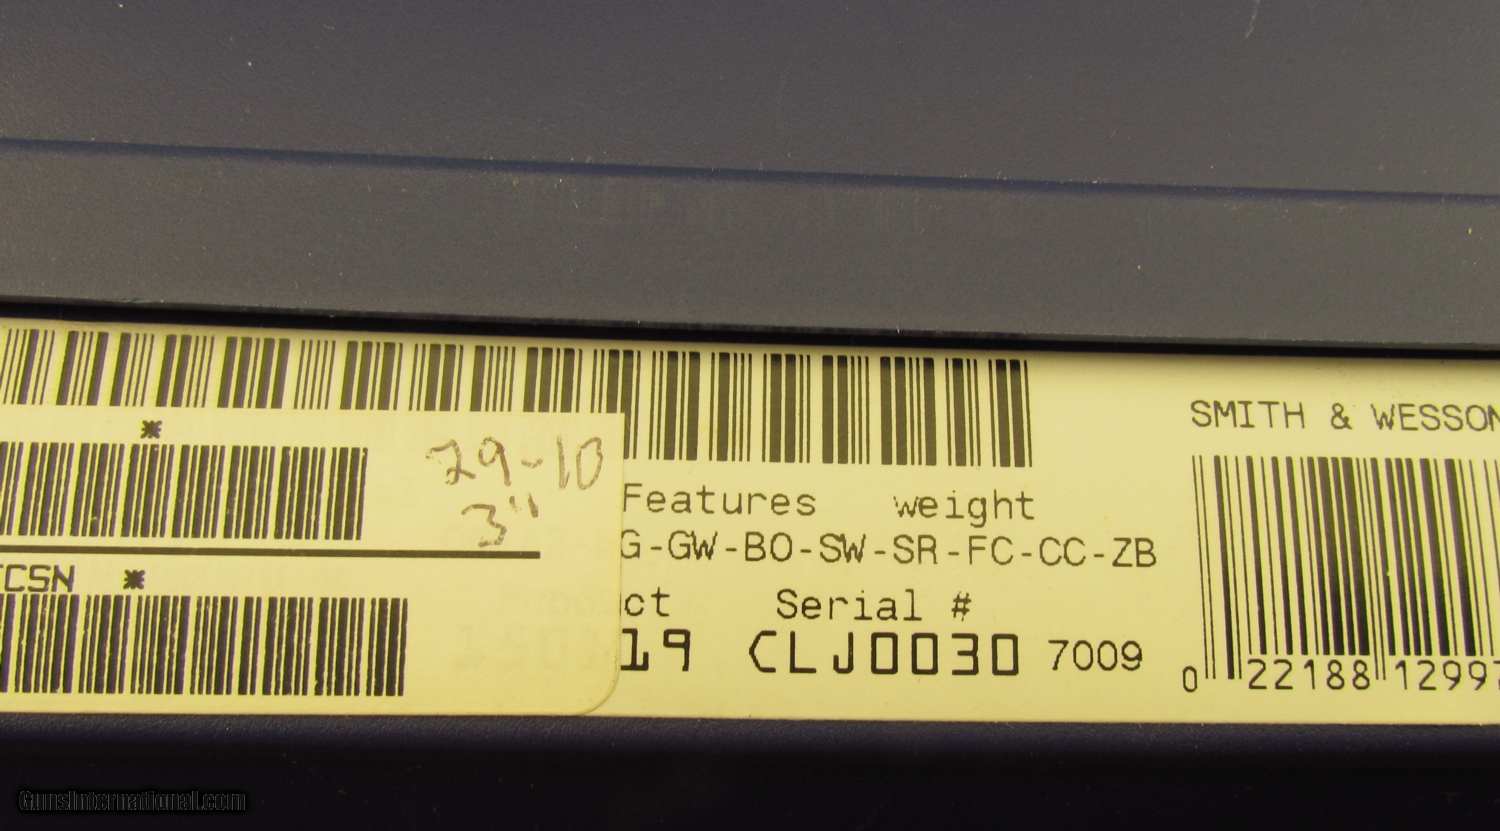 SMITH & WESSON
*
29-10
3"
Features weight
G-GW-BO-SW-SR-FC-CC-ZB
CSN *
ct Serial #
19 CLJ0030 7009
0 22188 12997
GunsInternational.com